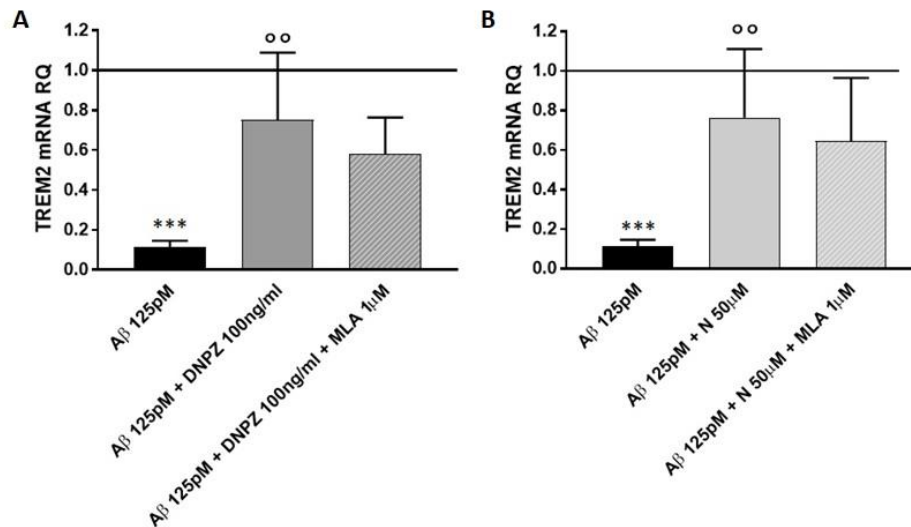 A
TREM2 mRNA RQ
1.2
1.0
0.8
0.6
0.4
0.2
0.0
***
°°
Aβ 125pM
Aβ 125pM + DNPZ 100ng/ml
Aβ 125pM + DNPZ 100ng/ml + MLA 1μM
B
TREM2 mRNA RQ
1.2
1.0
0.8
0.6
0.4
0.2
0.0
***
°°
Aβ 125pM
Aβ 125pM + N 50μM
Aβ 125pM + N 50μM + MLA 1μM